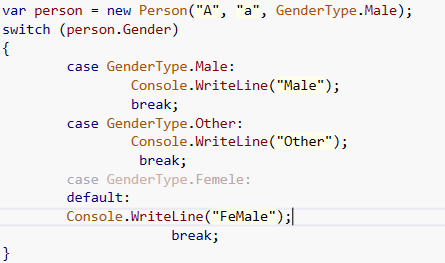 var person = new Person("A", "a", GenderType.Male);
switch (person.Gender)
{
case GenderType.Male:
Console.WriteLine("Male");
break;
case GenderType.Other:
Console.WriteLine("Other");
break;
case GenderType.Femele:
default:
Console.WriteLine("FeMale");
break;
}